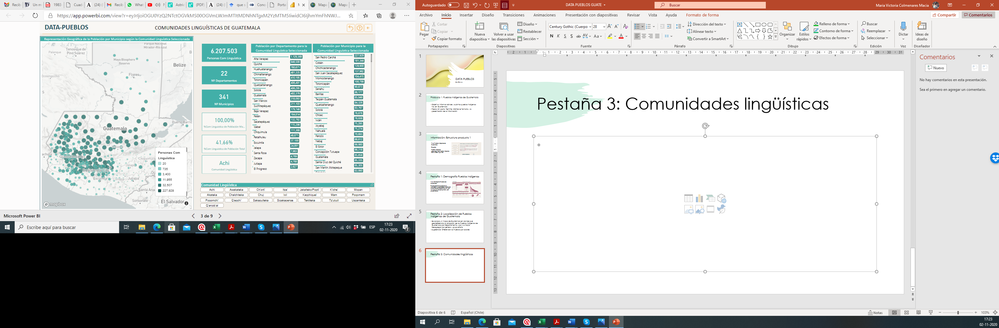 Recib
Un m
1983
Cuad
(24) (
Recib
What
Astric
(PDF)
(24) (
que s
Conc
Porta
Mapa
Mapa
DATA-PUEBLOS
COMUNIDADES LINGUÍSTICAS DE GUATEMALA
Representación Geográfica de la Población por Municipio según la Comunidad Lingüística Seleccionada
Palenque
Tenosique de Pino Suárez
Parque Nacional Mirador-Río Azul
Maya Biosphere Reserve
Belize
Ocosingo.chis
Flores
Guatemala
Puerto Barric
Quetzaltenango
Chiquimula
Jalapa
Guatemala City
Escuintla
Cuilapa
Jutiapa
Santa Ana
Sonsonate
El Salvador
mapbox
Personas Com Linguistica
20
735
3,400
11,955
32,507
227,929
6.207.503
Personas Com Linguística
22
Nº Departamentos
341
Nº Municipios
100,00%
%Com Linguistica de Población Ma...
41,66%
%Com Linguistica de Población Total
Achi
Comunidad Lingüística
Población por Departamento para la Comunidad Lingüística Seleccionada
Alta Verapaz 1,129,369
Quiché 846,500
Huehuetenango 760,871
Chimaltenango 481,335
Totonicapán 410,195
Quetzaltenango 406,491
Sololá 406,295
Guatemala 402,376
San Marcos 318,093
Suchitepéquez 211,103
Baja Verapaz 179,746
Petén 164,814
Sacatepéquez 132,762
Izabal 115,296
Chiquimula 111,368
Retalhuleu 48,871
Escuintla 37,100
Jalapa 24,891
Santa Rosa 7,863
Zacapa 4,769
Jutiapa 4,768
El Progreso 2,627
Población por Municipio para la Comunidad Lingüística Seleccionada
San Pedro Carchá 227,929
Cobán 181,344
Chichicastenango 139,900
San Juan Sacatepéquez 137,962
Momostenango 104,415
Totonicapán 100,799
Senahú 90,873
Barillas 86,177
Tecpán Guatemala 85,049
Quetzaltenango 84,326
Sololá 83,767
Chisec 78,878
Ixcán 76,936
Joyabaj 75,295
Nahualá 75,274
Panzós 70,693
Nebaj 68,612
El Estor 66,980
Concepción Tutuapa 66,318
Guatemala 65,658
Santa Cruz del Quiché 65,335
San Martín Jilotepeque 65,305
63,990
Comunidad Lingüística
Achi Awakateka Ch'orti' Itza' Jakalteko/Popti' K'iche' Mopan
Akateka Chalchiteka Chuj Ixil Kaqchiquel Mam Poqomam
Poqomchi' Q'eqchi' Sakapulteka Sipakapense Tektiteka Tz'utujil Uspanteka
Q'anjob'al
Microsoft Power BI
3 de 9
Escribe aquí para buscar
ESP
17:23
02-11-2020
Autoguardado
DATA PUEBLOS GUATE
Buscar
Maria Victoria Colmenares Macia
Archivo Inicio Insertar Diseño Transiciones Animaciones Presentación con diapositivas Revisar Vista Ayuda Formato de forma
Compartir
Comentarios
Pegar
Cortar
Copiar
Copiar formato
Portapapeles
Nueva diapositiva
Volver a usar las diapositivas
Diseño
Restablecer
Sección
Diapositivas
Century Gothic (Cuerpo
28
Fuente
Dirección del texto
Alinear texto
Convertir a SmartArt
Párrafo
Organizar
Estilos rápidos
Relleno de forma
Contorno de forma
Efectos de forma
Dibujo
Buscar
Reemplazar
Seleccionar
Edición
Dictar
Voz
Ideas de diseño
Diseñador
1
DATA PUEBLOS
2
Producto 1: Pueblos Indígenas de Guatemala
3
Información: Estructura producto 1
4
Pestaña 1: Demografía Pueblos Indígenas
5
Pestaña 2: Localización de Pueblos Indígenas de Guatemala
6
Pestaña 3: Comunidades lingüísticas
Pestaña 3: Comunidades lingüísticas
Comentarios
Nuevo
No hay comentarios en esta presentación.
Sea el primero en agregar un comentario.
Diapositiva 6 de 6
Español (Chile)
Notas
103%
17:23
02-11-2020